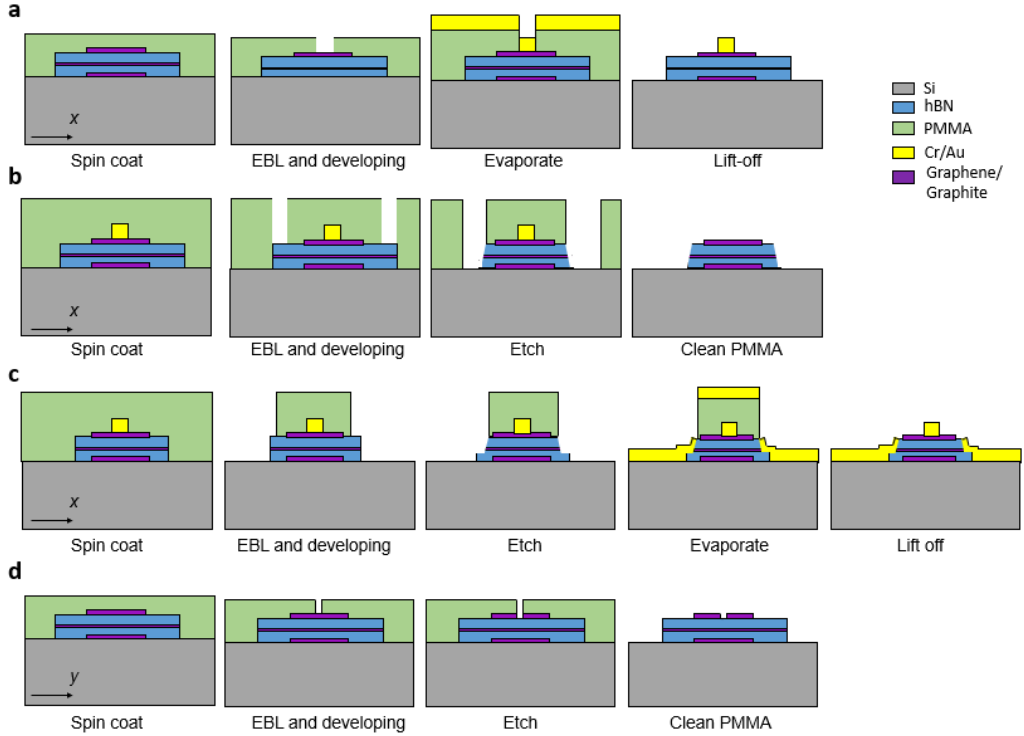 a
x
Spin coat
EBL and developing
Evaporate
Lift-off
Si
hBN
PMMA
Cr/Au
Graphene/
Graphite
b
x
Spin coat
EBL and developing
Etch
Clean PMMA
c
x
Spin coat
EBL and developing
Etch
Evaporate
Lift off
d
y
Spin coat
EBL and developing
Etch
Clean PMMA